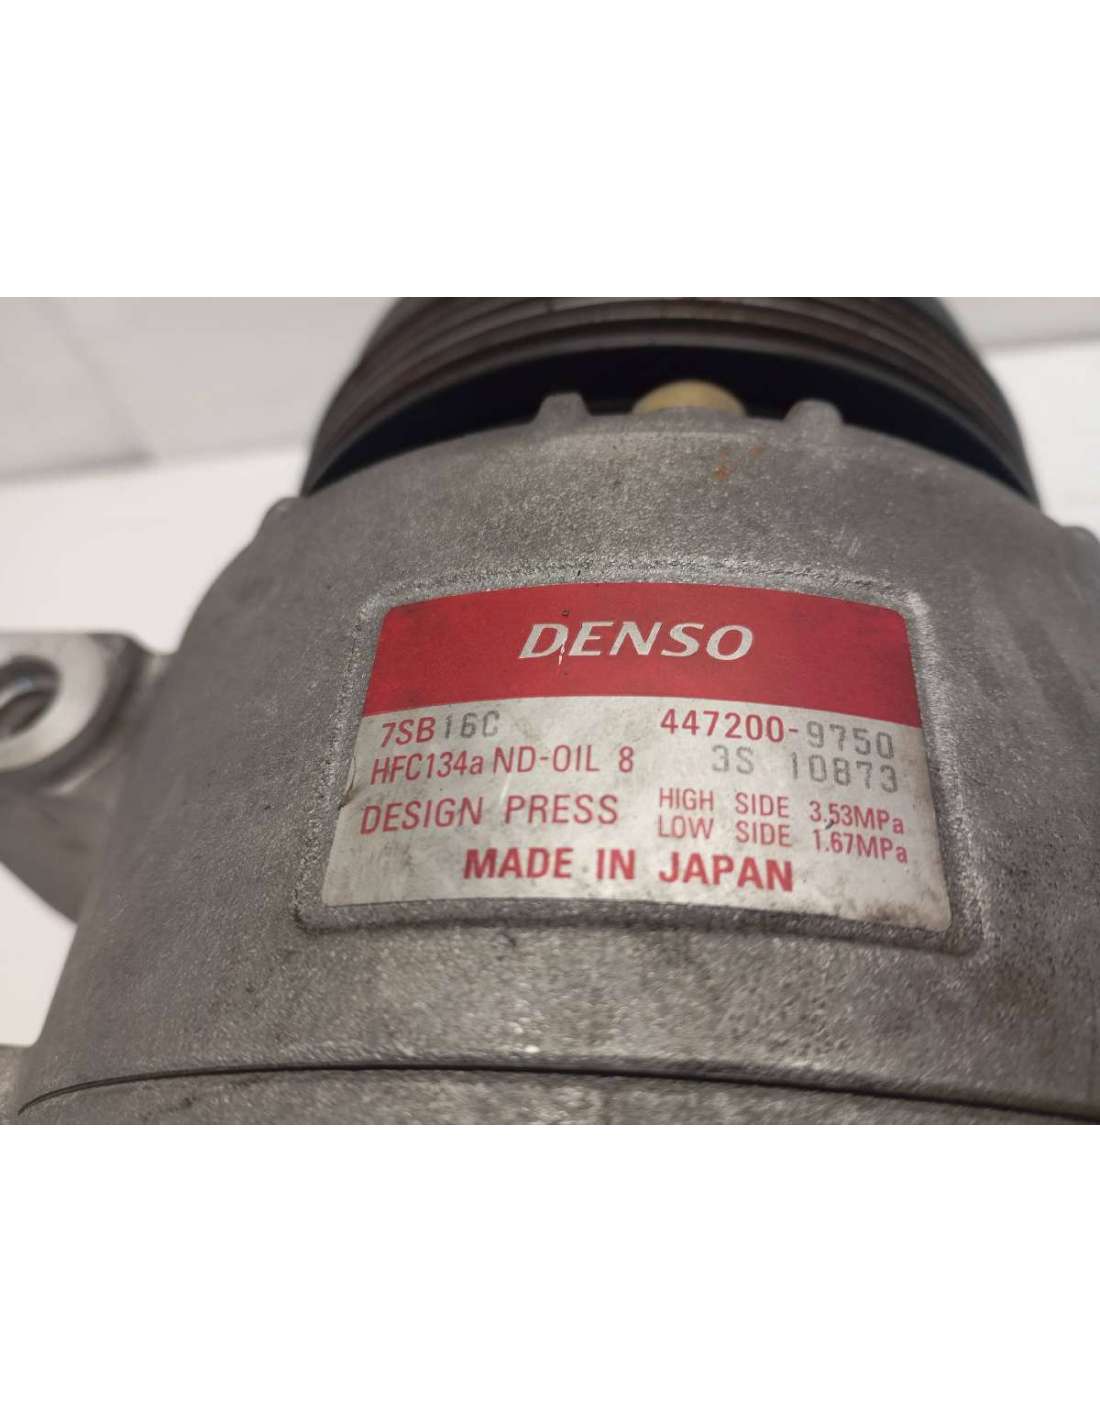 DENSO
7SB16C 447200-9750
HFC134a ND-OIL 8 3S 10873
DESIGN PRESS HIGH SIDE 3.53MPa
LOW SIDE 1.67MPa
MADE IN JAPAN